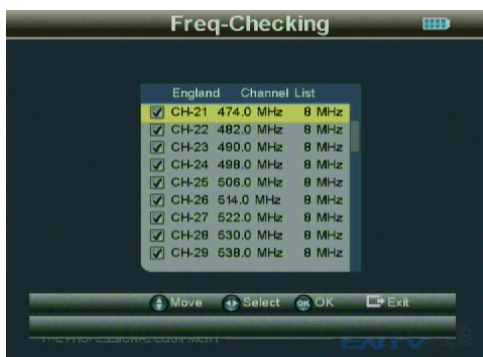 Freq-Checking
England Channel List
CH-21 474.0 MHz 8 MHz
CH-22 482.0 MHz 8 MHz
CH-23 490.0 MHz 8 MHz
CH-24 498.0 MHz 8 MHz
CH-25 506.0 MHz 8 MHz
CH-26 514.0 MHz 8 MHz
CH-27 522.0 MHz 8 MHz
CH-28 530.0 MHz 8 MHz
CH-29 538.0 MHz 8 MHz
Move Select OK OK Exit